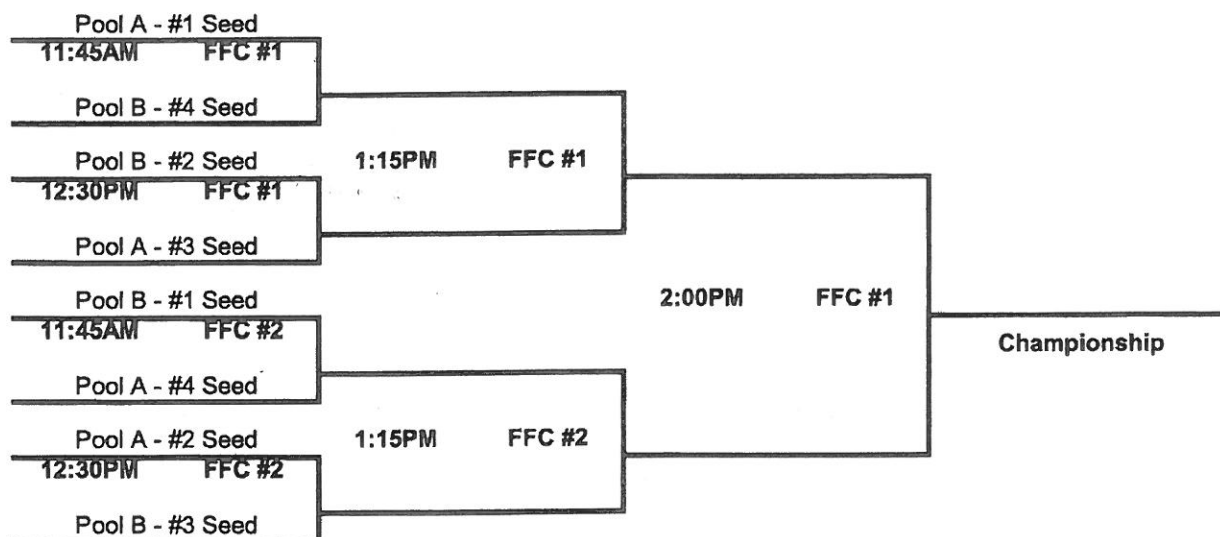 Pool A - #1 Seed
11:45AM FFC #1
Pool B - #4 Seed
Pool B - #2 Seed
1:15PM FFC #1
12:30PM FFC #1
Pool A - #3 Seed
Pool B - #1 Seed
2:00PM FFC #1
11:45AM FFC #2
Championship
Pool A - #4 Seed
Pool A - #2 Seed
1:15PM FFC #2
12:30PM FFC #2
Pool B - #3 Seed